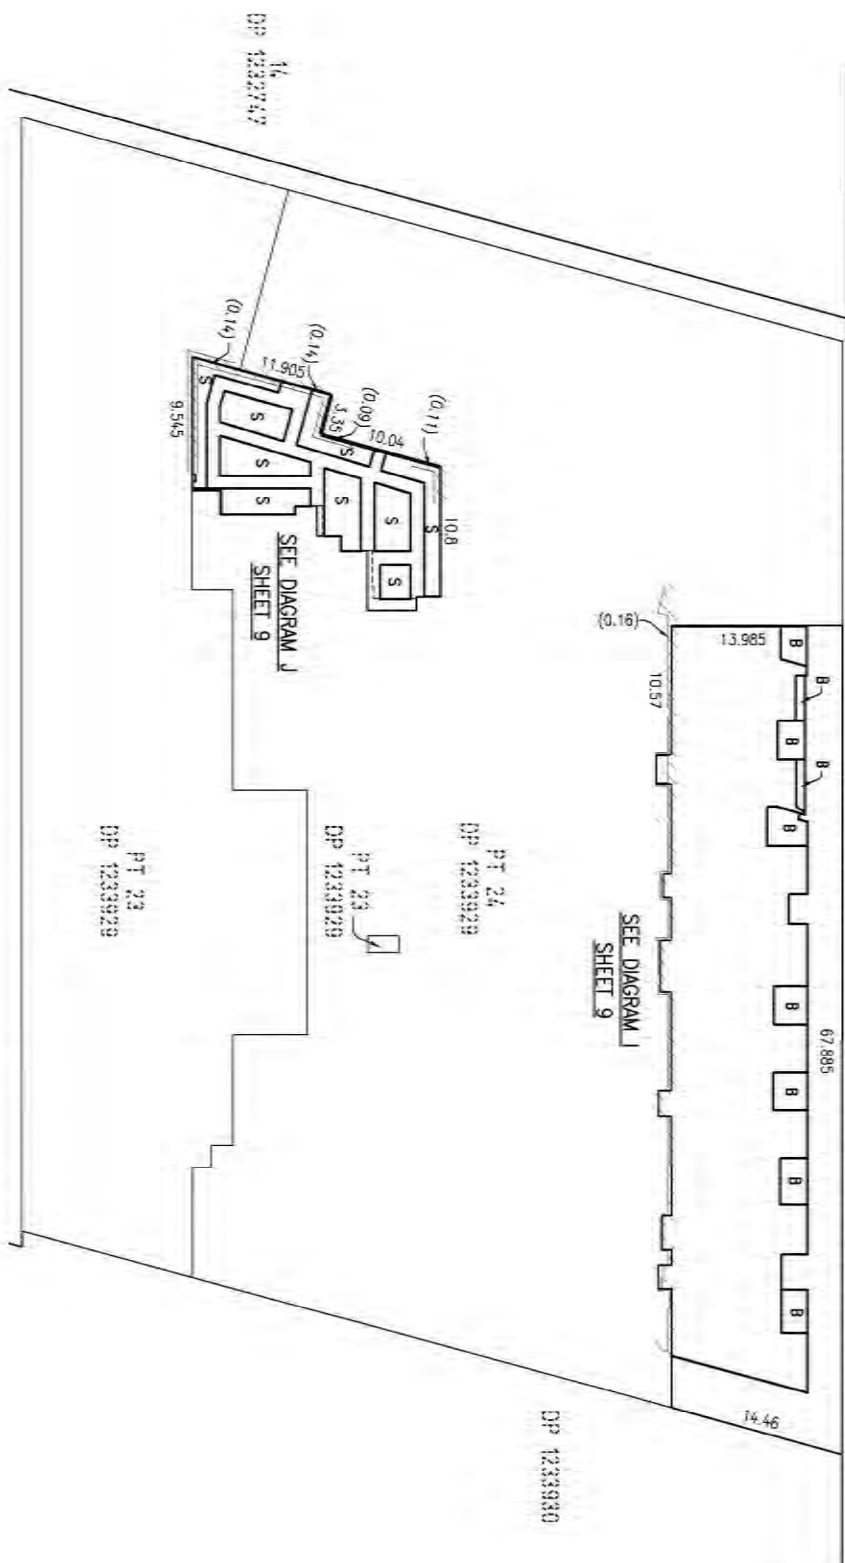 14
DP 1232747
(0.14)
11.905
(0.14)
3.35
(0.09)
10.04
(0.11)
10.8
9.545
S
S
S
S
S
S
S
S
S
SEE DIAGRAM J
SHEET 9
(0.16)
10.57
13.985
B
B
B
B
B
B
B
B
B
67.885
SEE DIAGRAM I
SHEET 9
PT 24
DP 1233929
PT 23
DP 1233929
PT 23
DP 1233929
14.46
DP 1233930